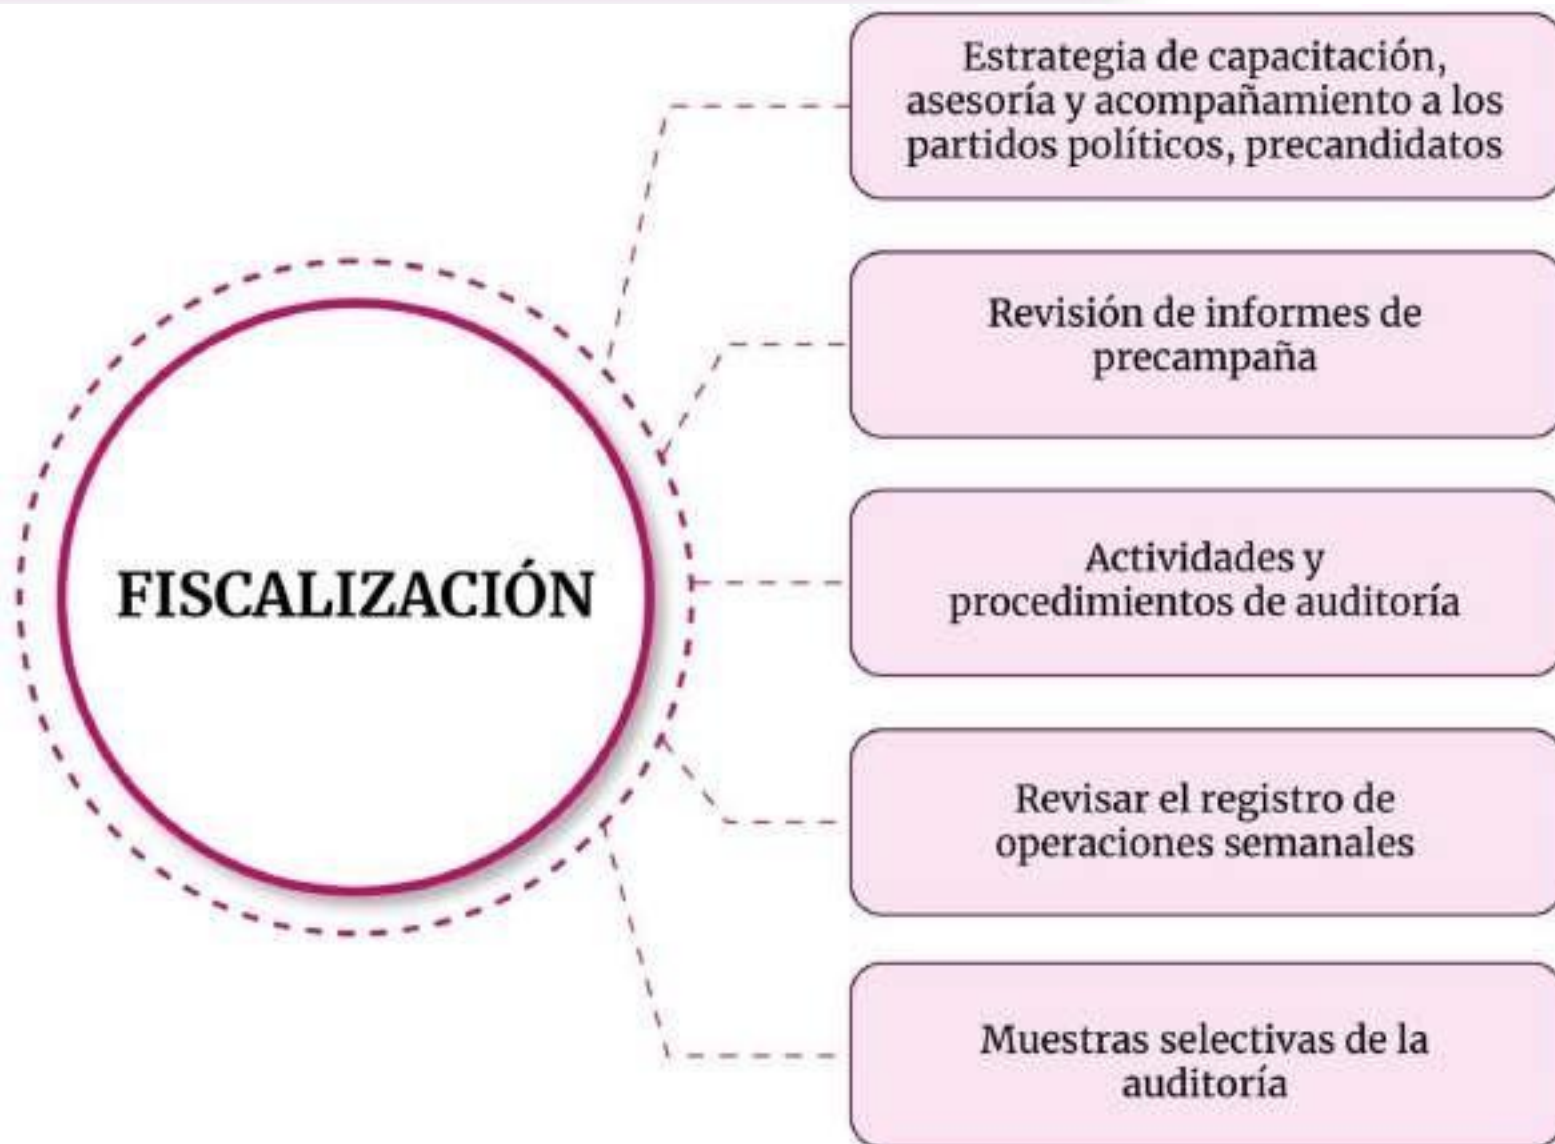 Estrategia de capacitación,
asesoría y acompañamiento a los
partidos políticos, precandidatos
Revisión de informes de
precampaña
FISCALIZACIÓN
Actividades y
procedimientos de auditoría
Revisar el registro de
operaciones semanales
Muestras selectivas de la
auditoría